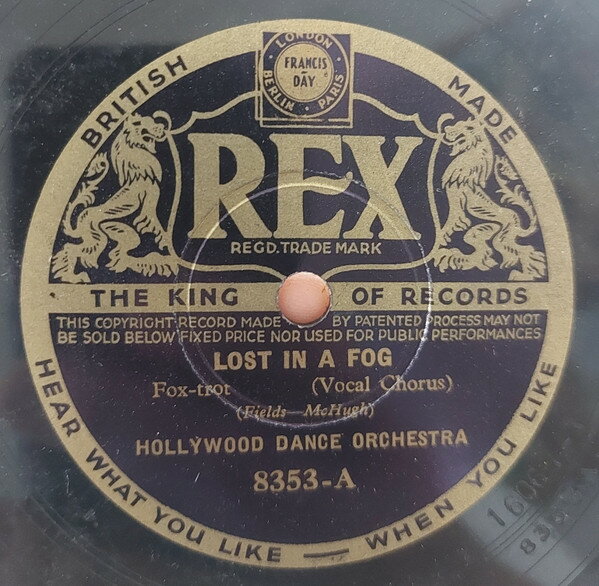 LONDON
FRANCIS
DAY
BERLIN · PARIS
BRITISH MADE
REX
REGD. TRADE MARK
THE KING OF RECORDS
THIS COPYRIGHT RECORD MADE BY PATENTED PROCESS MAY NOT
BE SOLD BELOW FIXED PRICE NOR USED FOR PUBLIC PERFORMANCES
LOST IN A FOG
Fox-trot (Vocal Chorus)
(Fields—McHugh)
HOLLYWOOD DANCE ORCHESTRA
8353-A
HEAR WHAT YOU LIKE — WHEN YOU LIKE